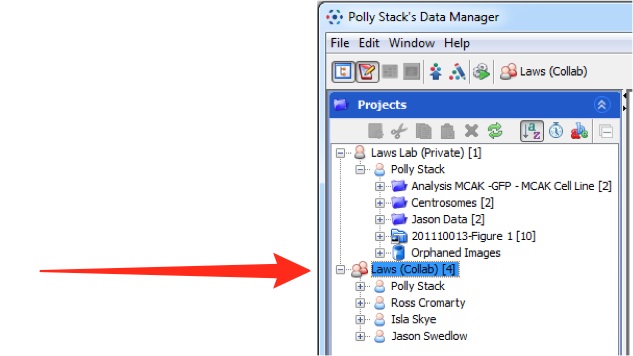 Polly Stack's Data Manager
File Edit Window Help
Laws (Collab)
Projects
Laws Lab (Private) [1]
Polly Stack
Analysis MCAK -GFP - MCAK Cell Line [2]
Centrosomes [2]
Jason Data [2]
201110013-Figure 1 [10]
Orphaned Images
Laws (Collab) [4]
Polly Stack
Ross Cromarty
Isla Skye
Jason Swedlow